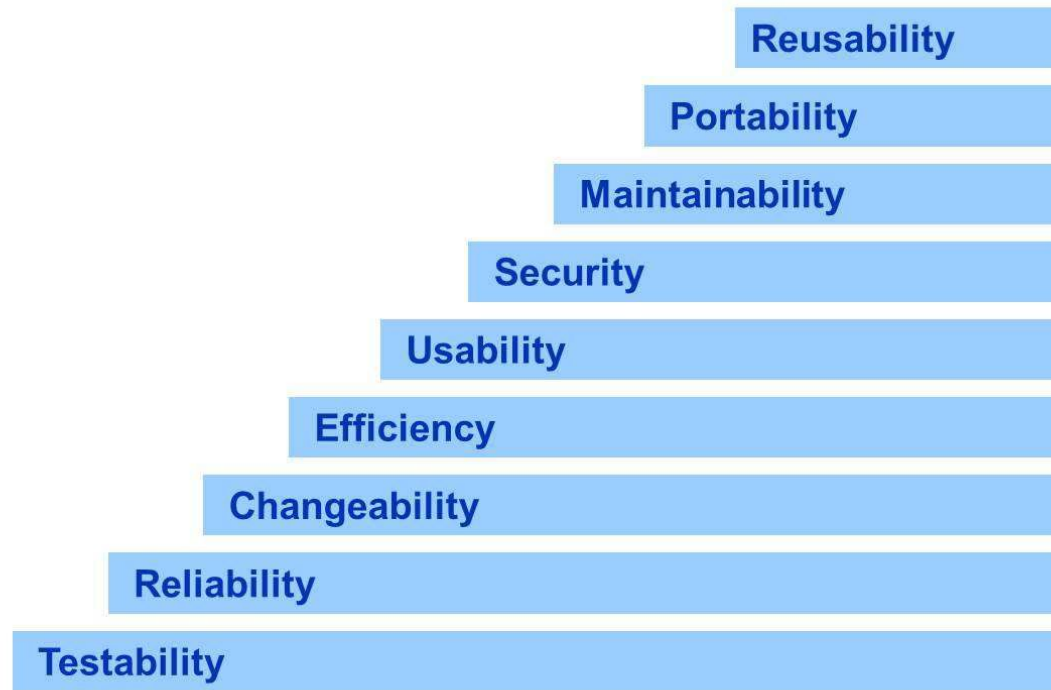 Reusability
Portability
Maintainability
Security
Usability
Efficiency
Changeability
Reliability
Testability